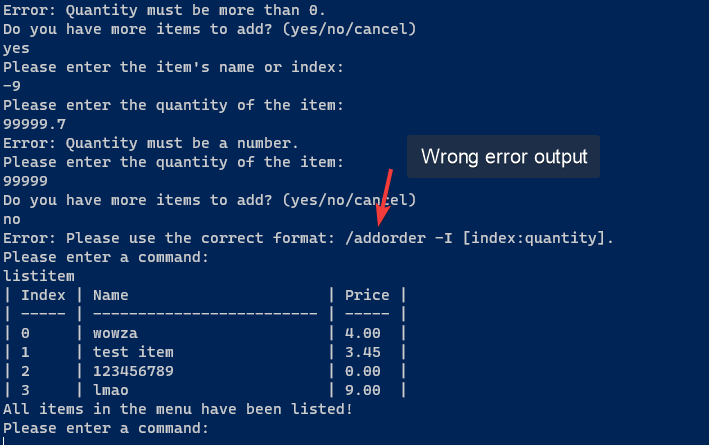 Error: Quantity must be more than 0.
Do you have more items to add? (yes/no/cancel)
yes
Please enter the item's name or index:
-9
Please enter the quantity of the item:
99999.7
Error: Quantity must be a number.
Please enter the quantity of the item:
Wrong error output
99999
Do you have more items to add? (yes/no/cancel)
no
Error: Please use the correct format: /addorder -I [index:quantity].
Please enter a command:
listitem
| Index | Name                      | Price |
| ----- | ------------------------- | ----- |
| 0     | wowza                     | 4.00  |
| 1     | test item                 | 3.45  |
| 2     | 123456789                 | 0.00  |
| 3     | lmao                      | 9.00  |
All items in the menu have been listed!
Please enter a command: